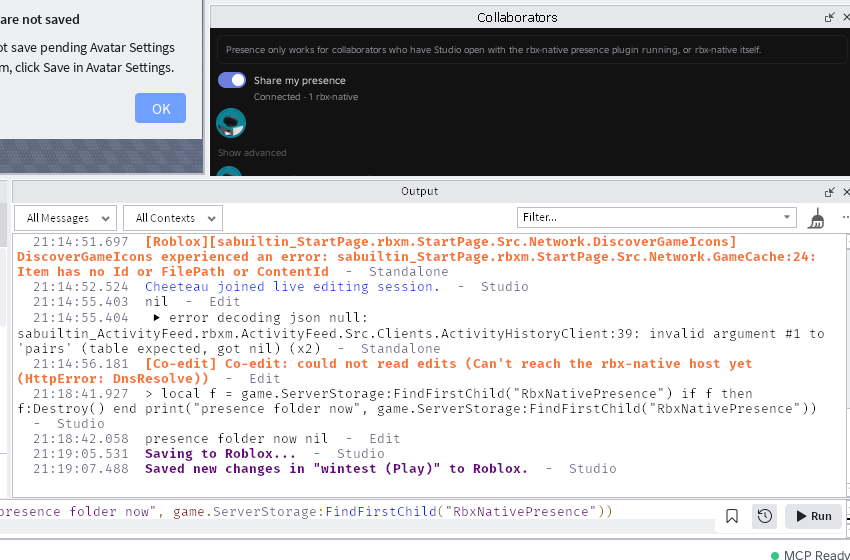 are not saved
ot save pending Avatar Settings
m, click Save in Avatar Settings.
OK
Collaborators
Presence only works for collaborators who have Studio open with the rbx-native presence plugin running, or rbx-native itself.
Share my presence
Connected · 1 rbx-native
Show advanced
Output
All Messages
All Contexts
Filter...
21:14:51.697 [Roblox][sabuiltin_StartPage.rbxm.StartPage.Src.Network.DiscoverGameIcons]
DiscoverGameIcons experienced an error: sabuiltin_StartPage.rbxm.StartPage.Src.Network.GameCache:24:
Item has no Id or FilePath or ContentId - Standalone
21:14:52.524 Cheeteau joined live editing session. - Studio
21:14:55.403 nil - Edit
21:14:55.404 ▶ error decoding json null:
sabuiltin_ActivityFeed.rbxm.ActivityFeed.Src.Clients.ActivityHistoryClient:39: invalid argument #1 to
'pairs' (table expected, got nil) (x2) - Standalone
21:14:56.181 [Co-edit] Co-edit: could not read edits (Can't reach the rbx-native host yet
(HttpError: DnsResolve)) - Edit
21:18:41.927 > local f = game.ServerStorage:FindFirstChild("RbxNativePresence") if f then
f:Destroy() end print("presence folder now", game.ServerStorage:FindFirstChild("RbxNativePresence"))
- Studio
21:18:42.058 presence folder now nil - Edit
21:19:05.531 Saving to Roblox... - Studio
21:19:07.488 Saved new changes in "wintest (Play)" to Roblox. - Studio
presence folder now", game.ServerStorage:FindFirstChild("RbxNativePresence"))
Run
MCP Ready